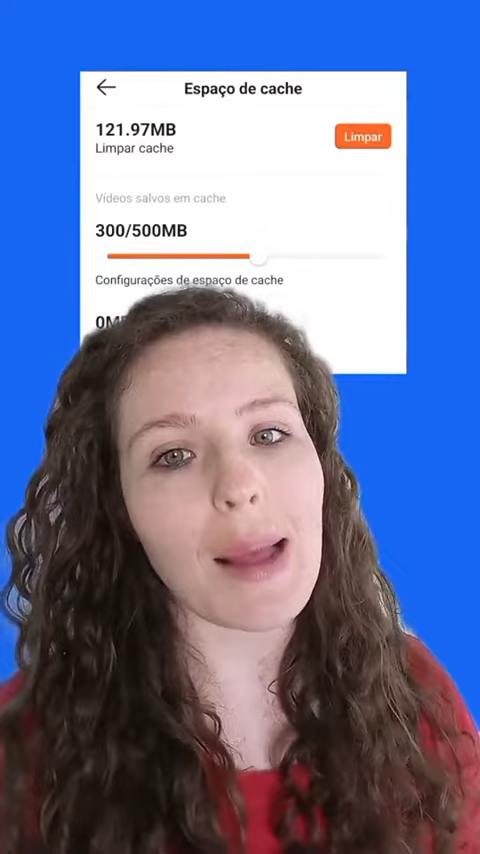 Espaço de cache
121.97MB
Limpar
Limpar cache
Vídeos salvos em cache
300/500MB
Configurações de espaço de cache